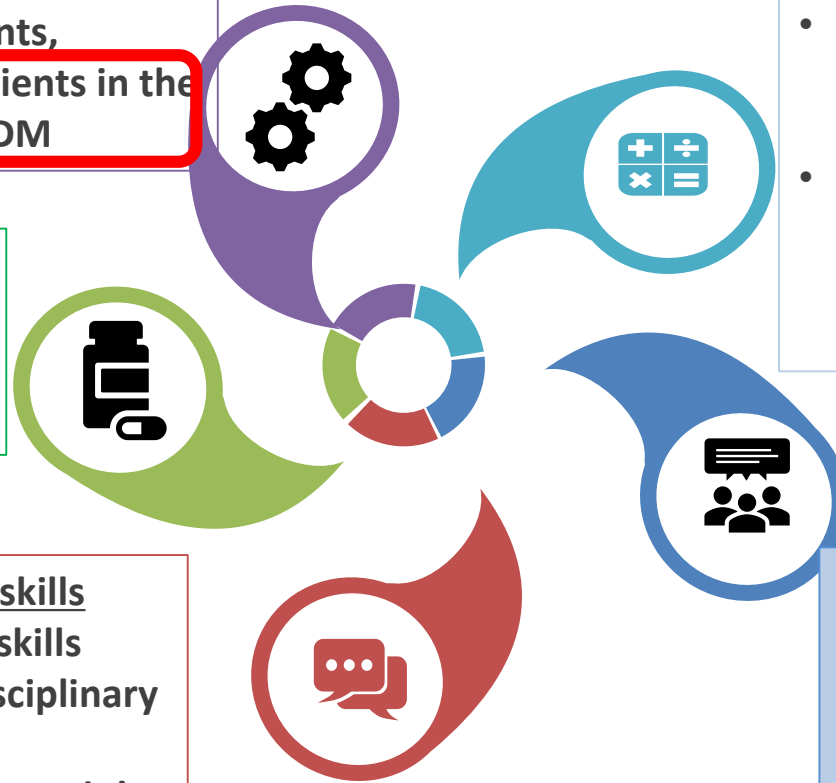 nts,
ients in the
DM
skills
skills
sciplinary